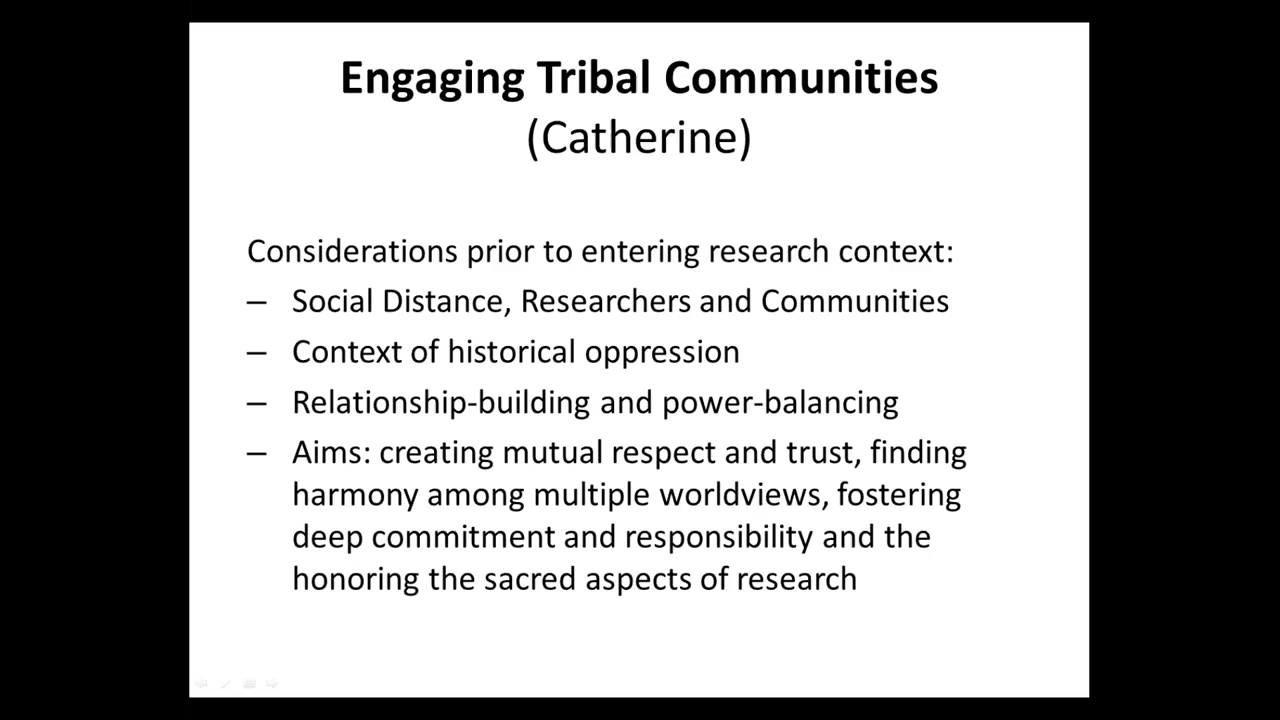 Engaging Tribal Communities
(Catherine)
Considerations prior to entering research context:
– Social Distance, Researchers and Communities
– Context of historical oppression
– Relationship-building and power-balancing
– Aims: creating mutual respect and trust, finding
harmony among multiple worldviews, fostering
deep commitment and responsibility and the
honoring the sacred aspects of research